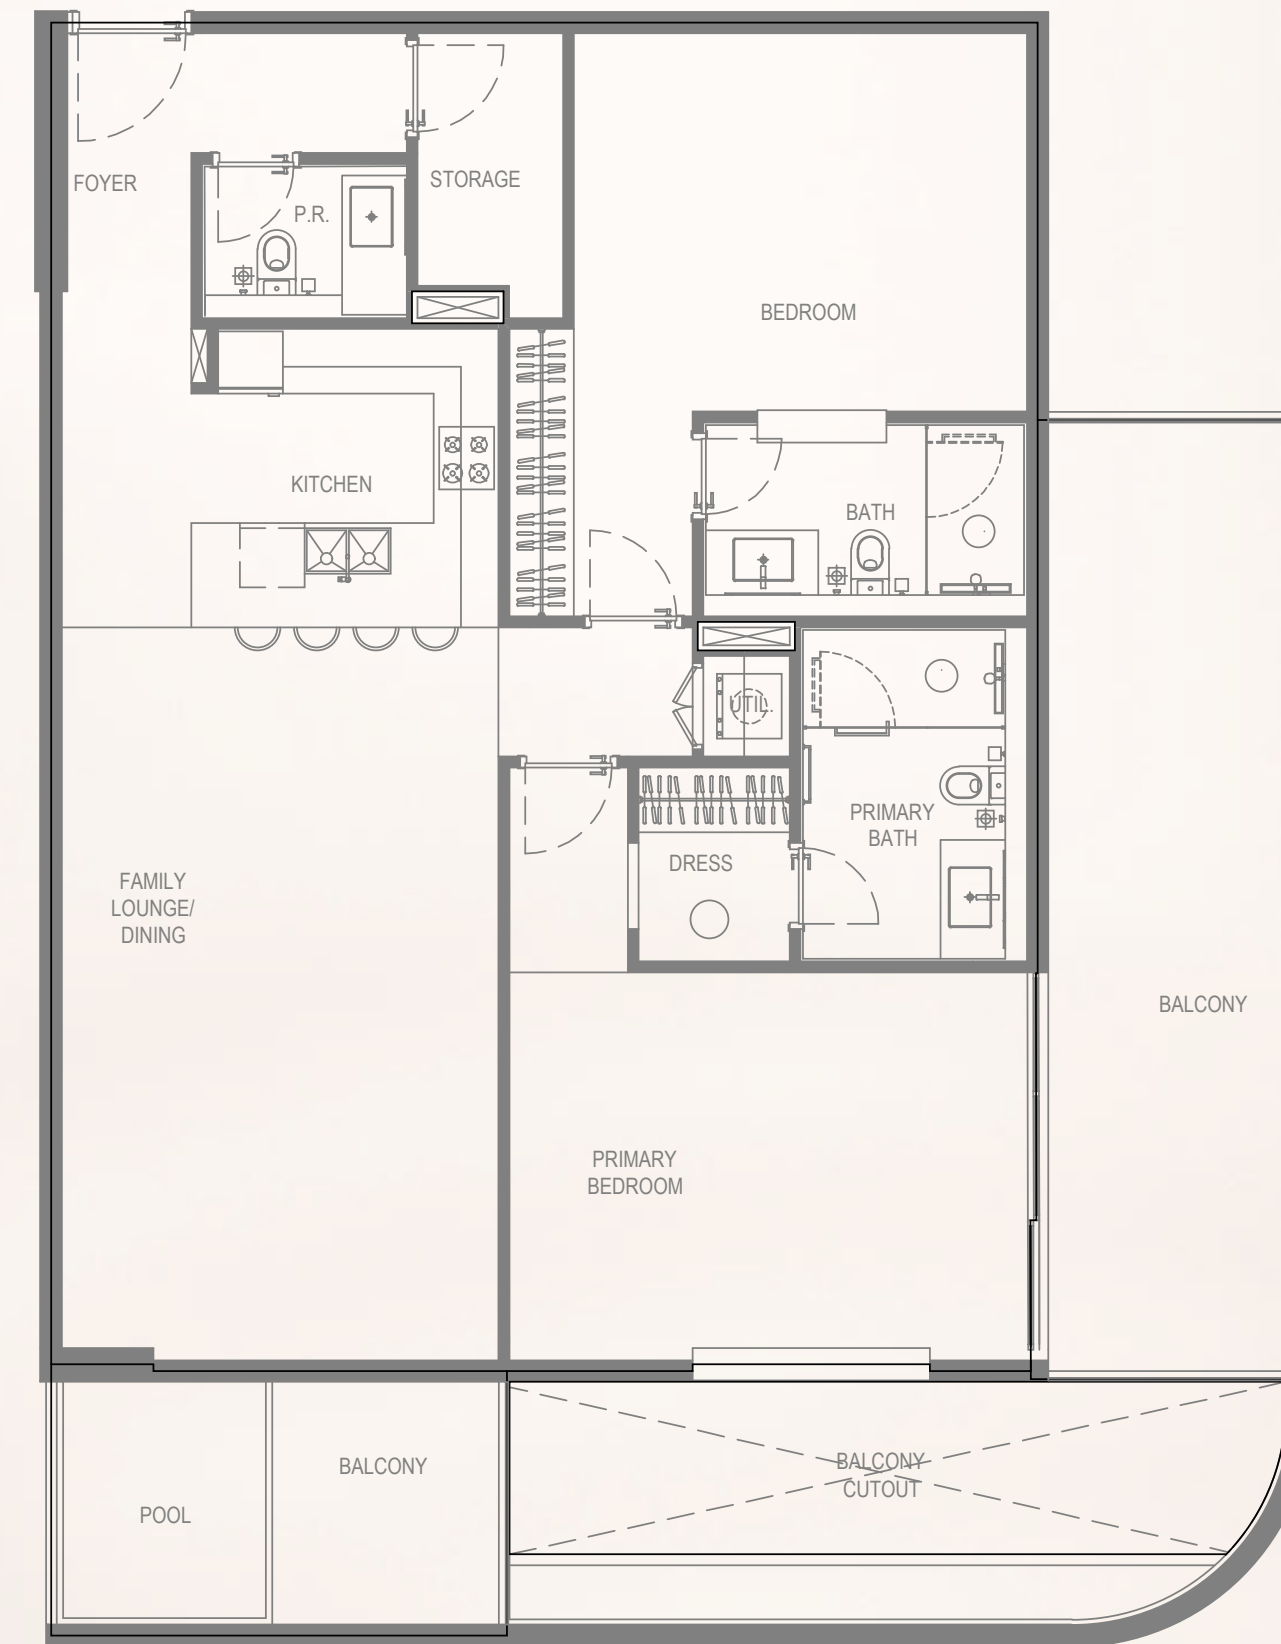 FOYER
P.R.
STORAGE
BEDROOM
KITCHEN
BATH
UTIL.
PRIMARY
BATH
DRESS
FAMILY
LOUNGE/
DINING
BALCONY
PRIMARY
BEDROOM
BALCONY
BALCONY
CUTOUT
POOL